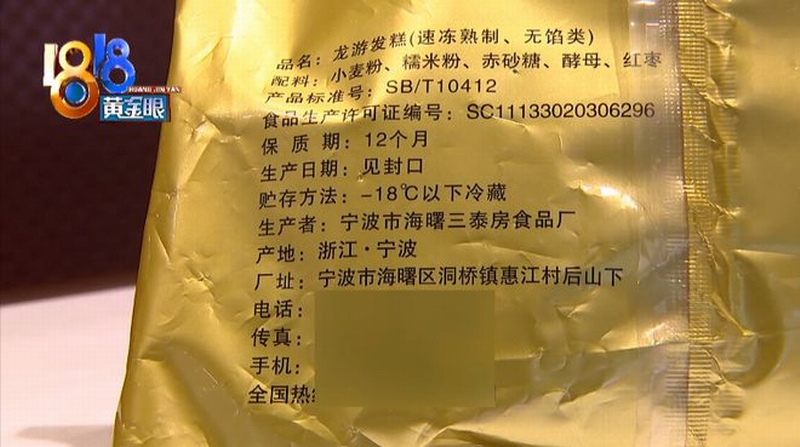 1818
HUANG JIN YAN
黄金眼
品名：龙游发糕(速冻熟制、无馅类)
配料：小麦粉、糯米粉、赤砂糖、酵母、红枣
产品标准号：SB/T10412
食品生产许可证编号：SC11133020306296
保 质 期：12个月
生产日期：见封口
贮存方法：-18℃以下冷藏
生产者：宁波市海曙三泰房食品厂
产地：浙江·宁波
厂址：宁波市海曙区洞桥镇惠江村后山下
电话：
传真：
手机：
全国热